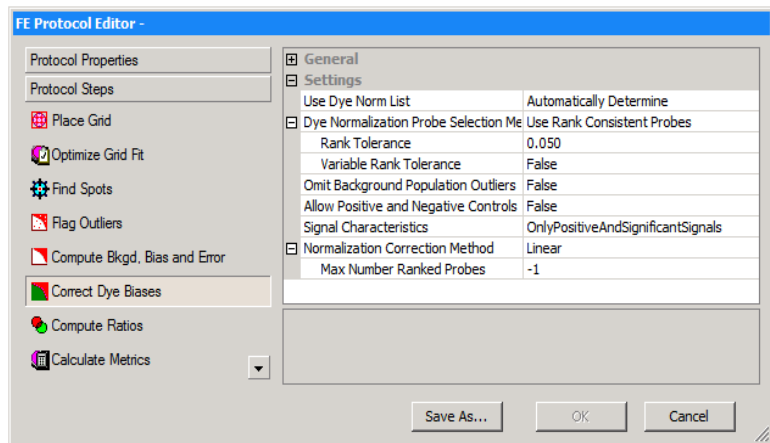 FE Protocol Editor -
Protocol Properties
Protocol Steps
Place Grid
Optimize Grid Fit
Find Spots
Flag Outliers
Compute Bkgd, Bias and Error
Correct Dye Biases
Compute Ratios
Calculate Metrics
General
Settings
Use Dye Norm List Automatically Determine
Dye Normalization Probe Selection Me Use Rank Consistent Probes
Rank Tolerance 0.050
Variable Rank Tolerance False
Omit Background Population Outliers False
Allow Positive and Negative Controls False
Signal Characteristics OnlyPositiveAndSignificantSignals
Normalization Correction Method Linear
Max Number Ranked Probes -1
Save As... OK Cancel